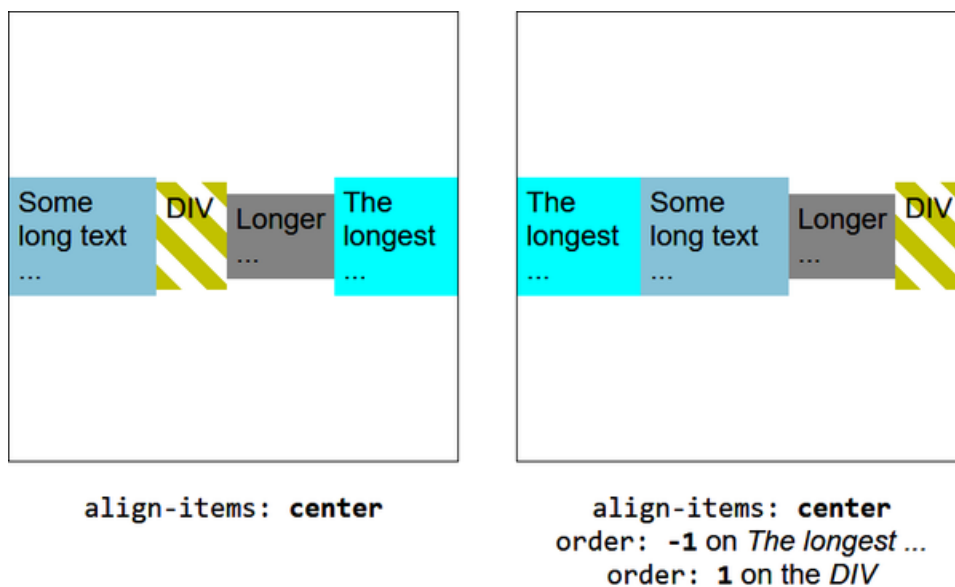 Some
long text
...
DIV
Longer
...
The
longest
...
align-items: center
The
longest
...
Some
long text
...
Longer
...
DIV
align-items: center
order: -1 on The longest ...
order: 1 on the DIV